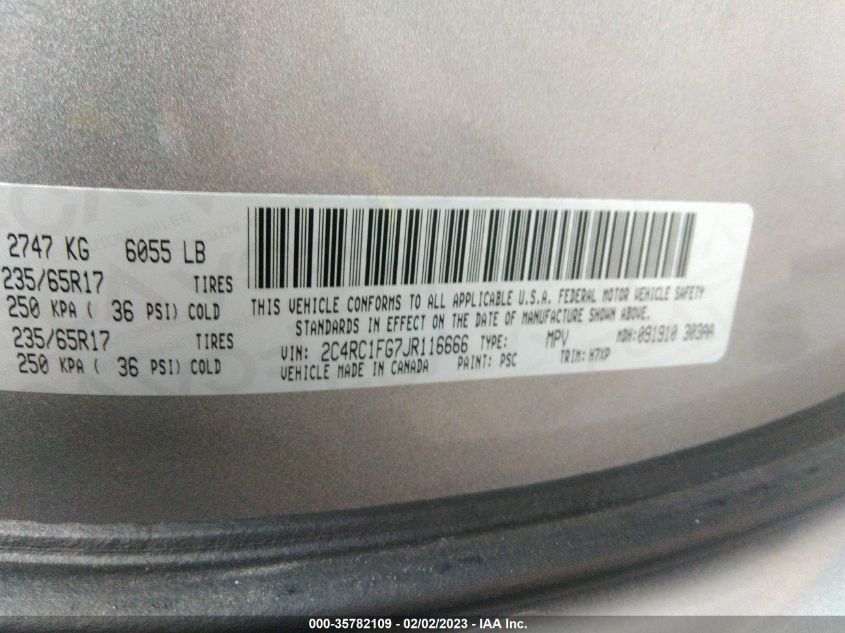 2747 KG 6055 LB
235/65R17 TIRES
250 KPA ( 36 PSI) COLD
235/65R17 TIRES
250 KPA ( 36 PSI) COLD
THIS VEHICLE CONFORMS TO ALL APPLICABLE U.S.A. FEDERAL MOTOR VEHICLE SAFETY
STANDARDS IN EFFECT ON THE DATE OF MANUFACTURE SHOWN ABOVE.
VIN: 2C4RC1FG7JR116666 TYPE: MPV MDH:091910 303AA
VEHICLE MADE IN CANADA PAINT: PSC TRIM: H7XP
000-35782109 - 02/02/2023 - IAA Inc.